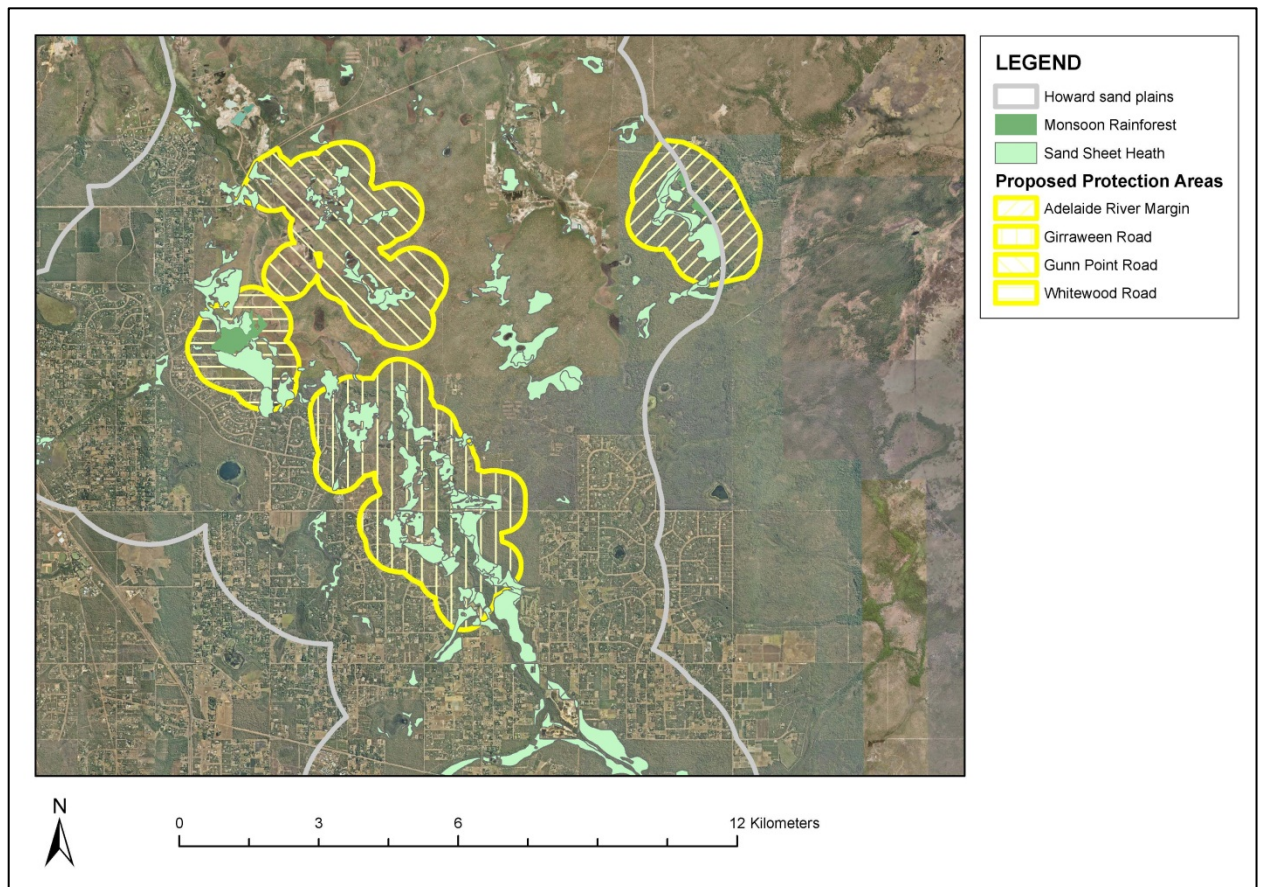 LEGEND
Howard sand plains
Monsoon Rainforest
Sand Sheet Heath
Proposed Protection Areas
Adelaide River Margin
Girraween Road
Gunn Point Road
Whitewood Road
N
0 3 6 12 Kilometers